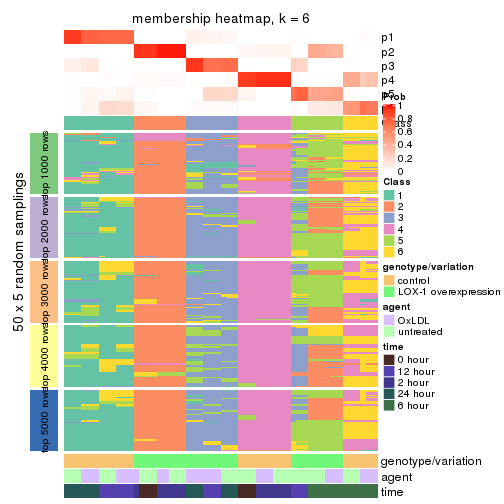 membership heatmap, k = 6
p1
p2
p3
p4
p5
Prob
1
0.8
0.6
0.4
0.2
0
Class
1
2
3
4
5
6
genotype/variation
control
LOX-1 overexpression
agent
OxLDL
untreated
time
0 hour
12 hour
2 hour
24 hour
6 hour
50 x 5 random samplings
top 1000 rows
top 2000 rows
top 3000 rows
top 4000 rows
top 5000 rows
genotype/variation
agent
time